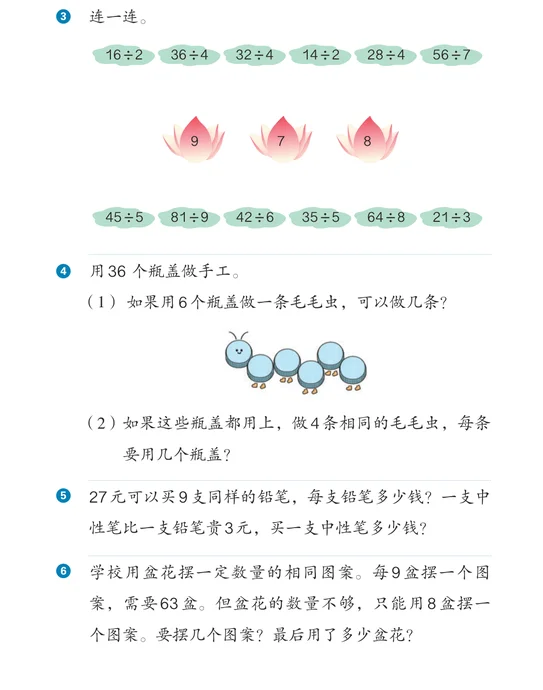 3 连一连。
16÷2 36÷4 32÷4 14÷2 28÷4 56÷7
9 7 8
45÷5 81÷9 42÷6 35÷5 64÷8 21÷3
4 用36 个瓶盖做手工。
（1） 如果用6个瓶盖做一条毛毛虫，可以做几条？
（2）如果这些瓶盖都用上，做4条相同的毛毛虫，每条
要用几个瓶盖？
5 27元可以买9支同样的铅笔，每支铅笔多少钱？一支中
性笔比一支铅笔贵3元，买一支中性笔多少钱？
6 学校用盆花摆一定数量的相同图案。每9盆摆一个图
案，需要63盆。但盆花的数量不够，只能用8盆摆一
个图案。要摆几个图案？最后用了多少盆花？